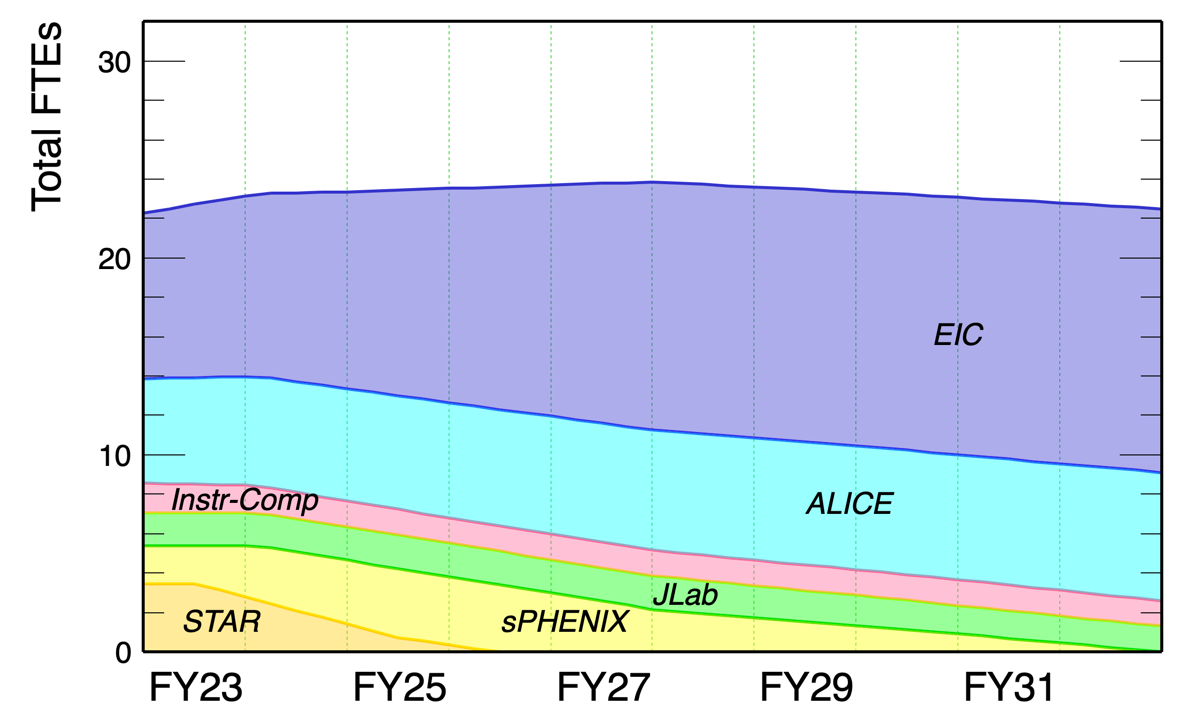 Total FTEs
30
20
10
0
EIC
ALICE
Instr-Comp
JLab
STAR
sPHENIX
FY23 FY25 FY27 FY29 FY31